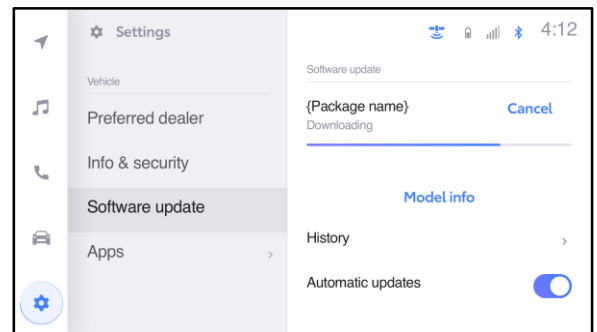 Settings
4:12
Vehicle
Preferred dealer
Info & security
Software update
Apps
Software update
{Package name}
Cancel
Downloading
Model info
History
Automatic updates